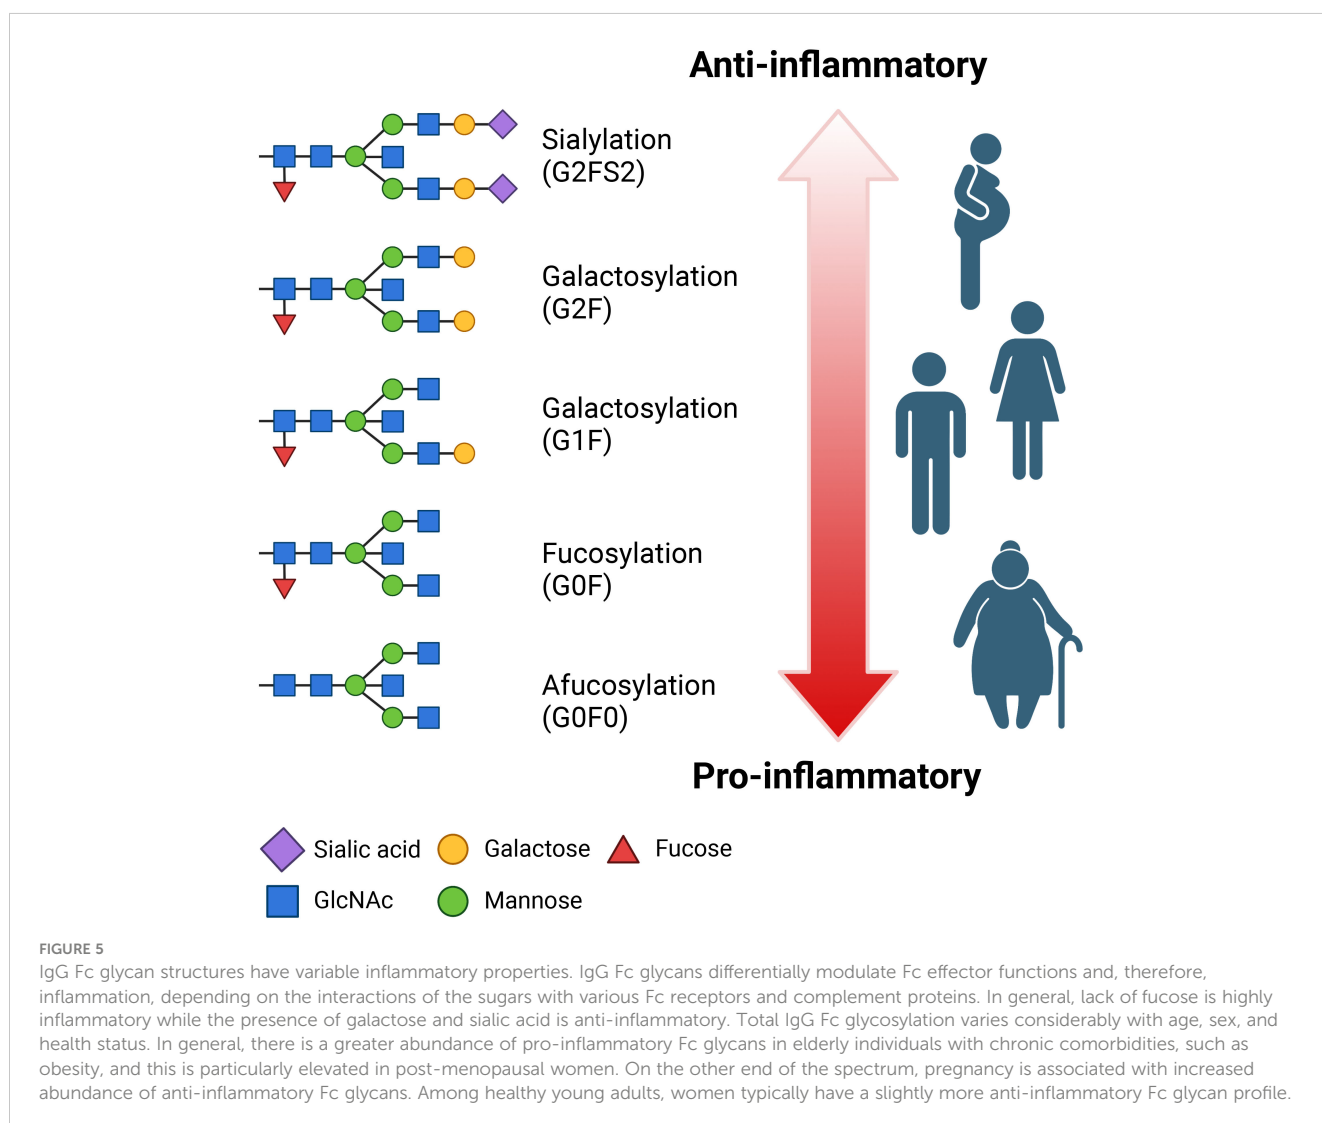 Anti-inflammatory
Sialylation
(G2FS2)
Galactosylation
(G2F)
Galactosylation
(G1F)
Fucosylation
(G0F)
Afucosylation
(G0F0)
Pro-inflammatory
Sialic acid
Galactose
Fucose
GlcNAc
Mannose
FIGURE 5
IgG Fc glycan structures have variable inflammatory properties. IgG Fc glycans differentially modulate Fc effector functions and, therefore,
inflammation, depending on the interactions of the sugars with various Fc receptors and complement proteins. In general, lack of fucose is highly
inflammatory while the presence of galactose and sialic acid is anti-inflammatory. Total IgG Fc glycosylation varies considerably with age, sex, and
health status. In general, there is a greater abundance of pro-inflammatory Fc glycans in elderly individuals with chronic comorbidities, such as
obesity, and this is particularly elevated in post-menopausal women. On the other end of the spectrum, pregnancy is associated with increased
abundance of anti-inflammatory Fc glycans. Among healthy young adults, women typically have a slightly more anti-inflammatory Fc glycan profile.